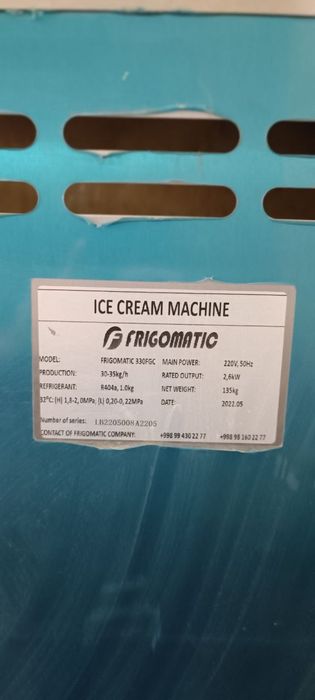 ICE CREAM MACHINE
FRIGOMATIC
MODEL: FRIGOMATIC 330FGC MAIN POWER: 220V, 50Hz
PRODUCTION: 30-35kg/h RATED OUTPUT: 2,6kW
REFRIGERANT: R404a, 1.0kg NET WEIGHT: 135kg
32°C: (H) 1,8-2, 0MPa; (L) 0,20-0, 22MPa DATE: 2022.05
Number of series: LB2205008A2205
CONTACT OF FRIGOMATIC COMPANY: +998 99 430 22 77 +998 98 160 22 77